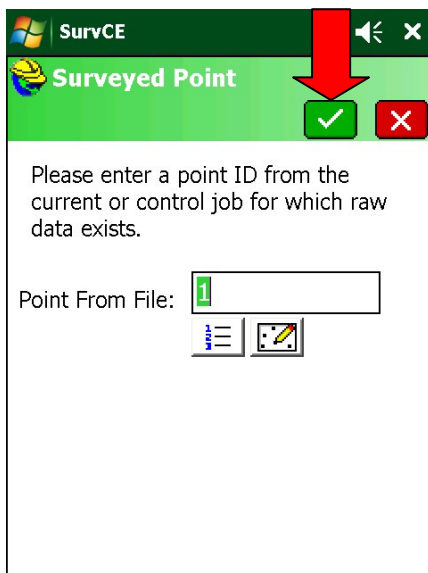 SurvCE
Surveyed Point
Please enter a point ID from the
current or control job for which raw
data exists.
Point From File: 1